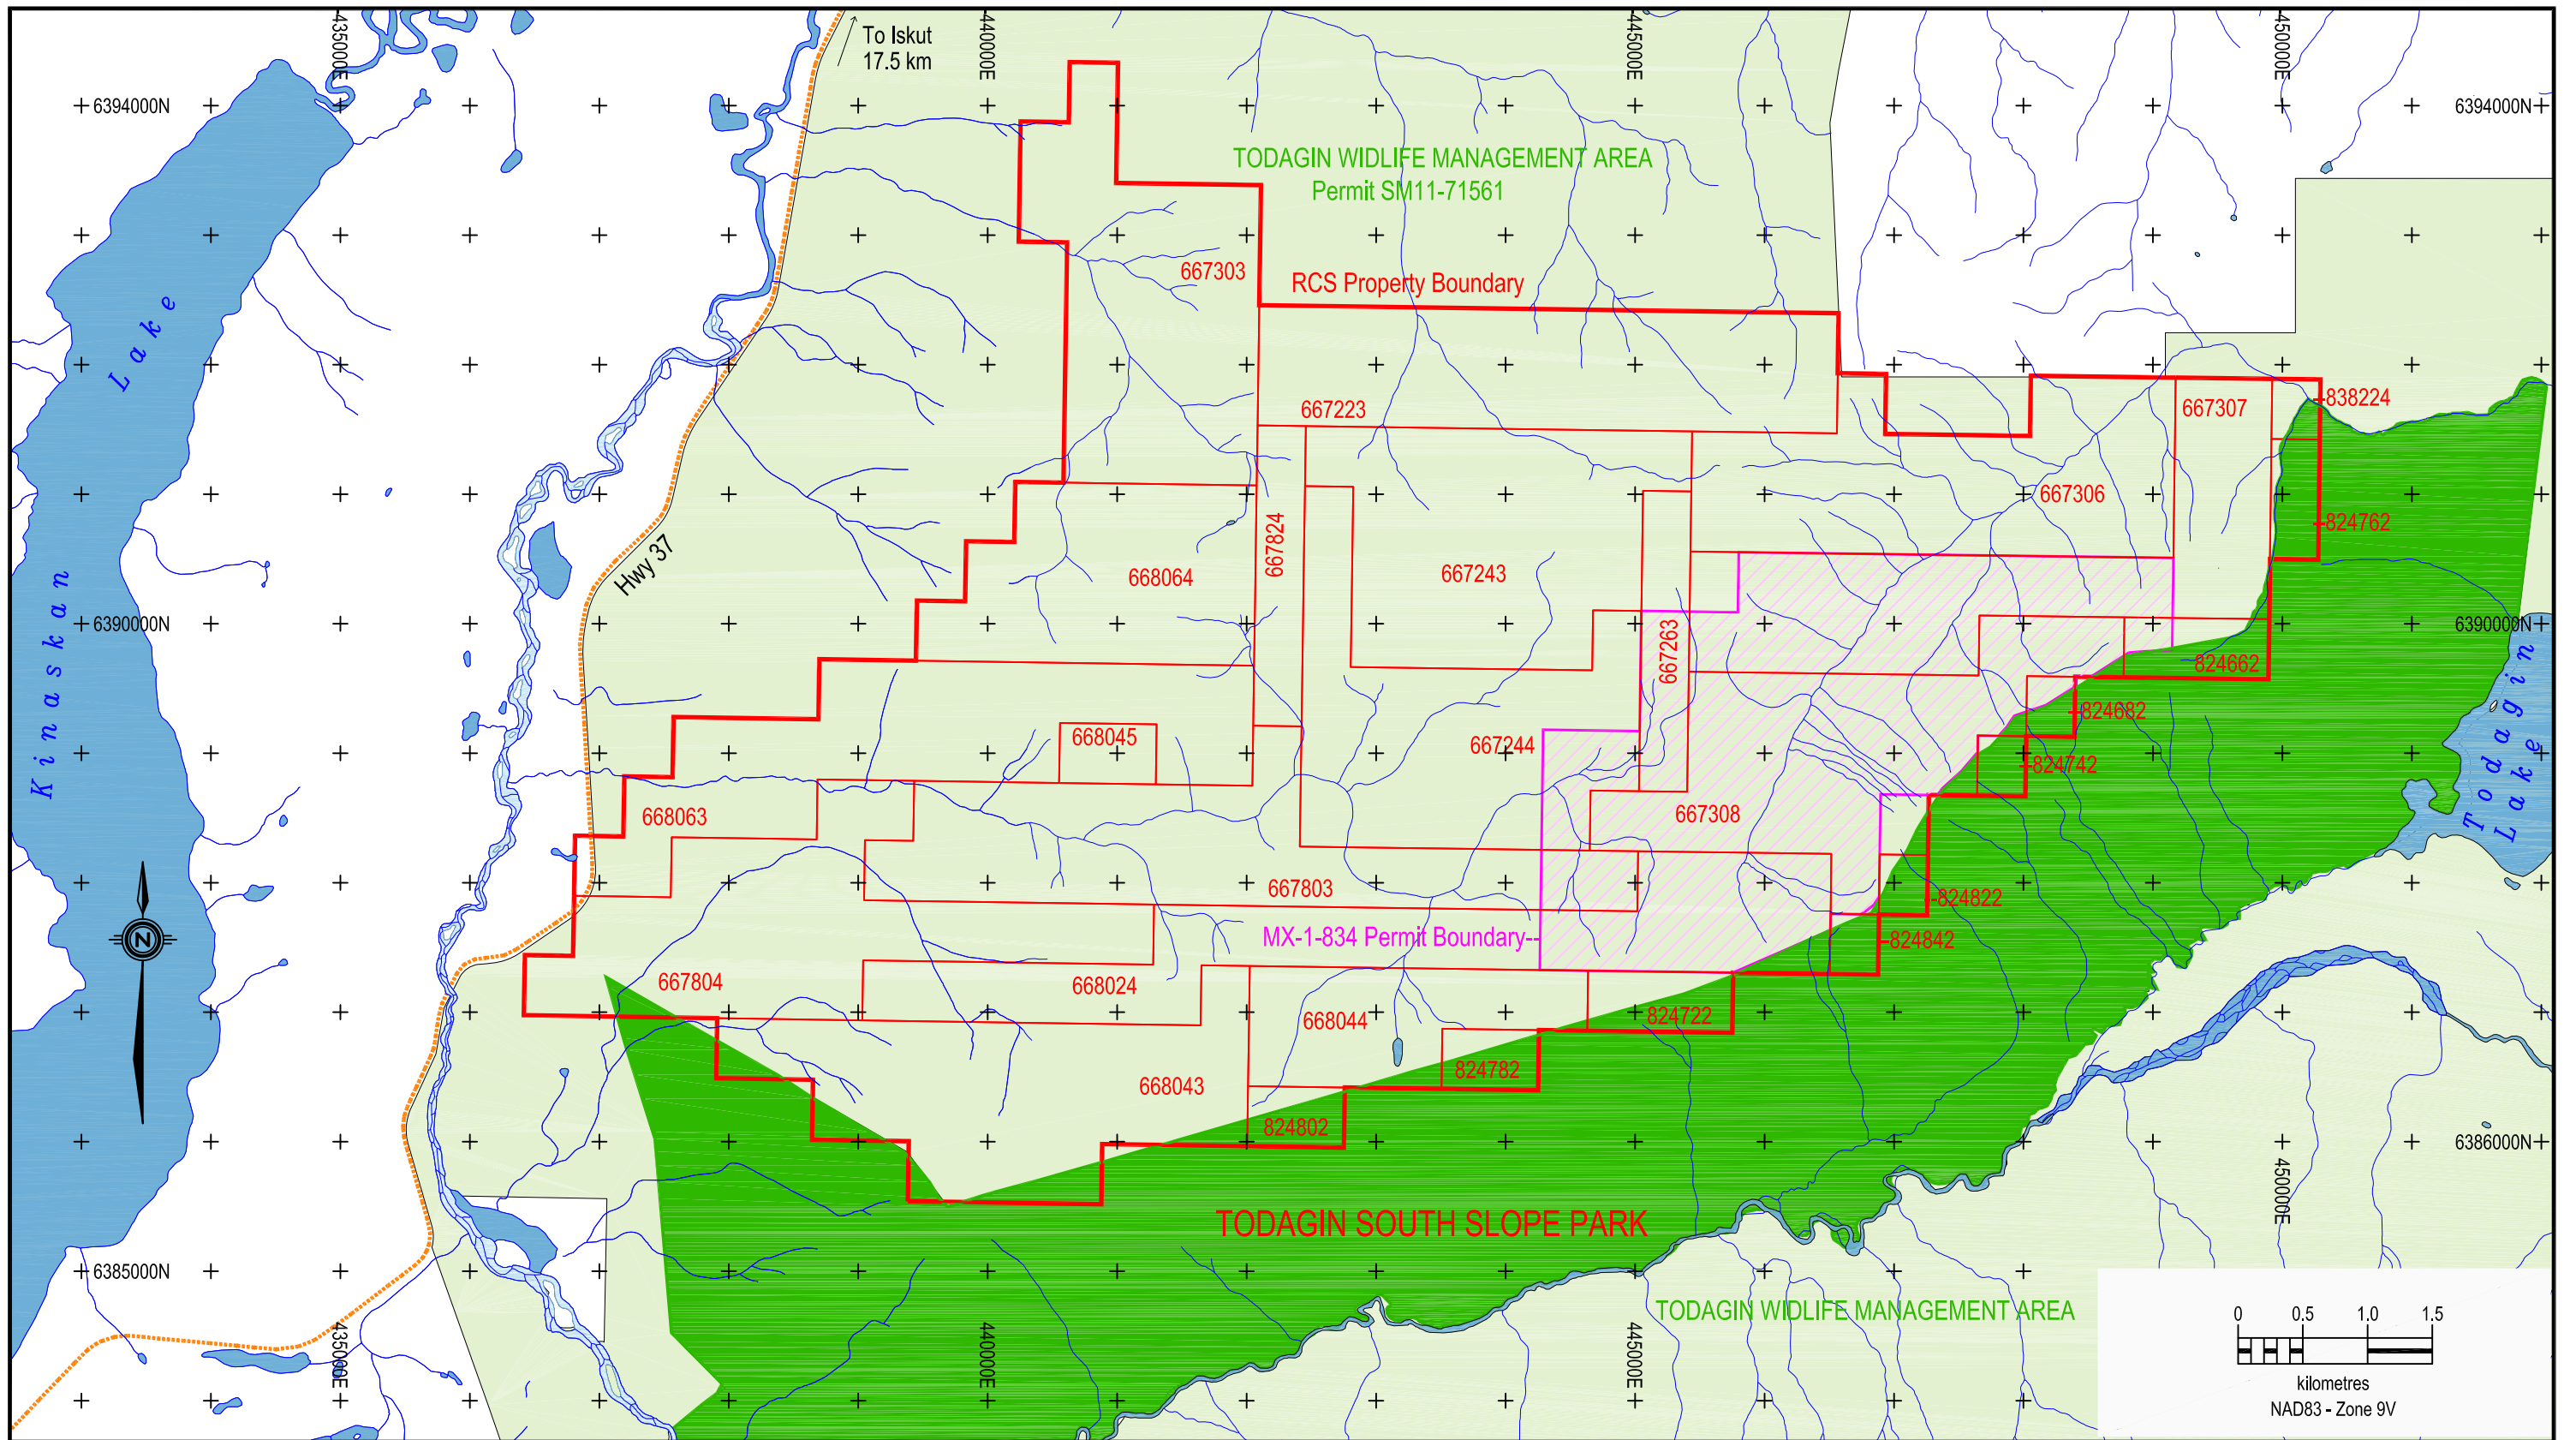 435000E
To Iskut
17.5 km
440000E
445000E
450000E
6394000N
6394000N
TODAGIN WIDLIFE MANAGEMENT AREA
Permit SM11-71561
667303
RCS Property Boundary
Kinaskan Lake
667223
667307
838224
667306
824762
667824
668064
667243
Hwy 37
6390000N
6390000N
667263
824662
Todagin
Lake
824682
668045
667244
824742
668063
667308
667803
824822
MX-1-834 Permit Boundary--
824842
N
667804
668024
668044
824722
824782
668043
824802
6386000N
450000E
TODAGIN SOUTH SLOPE PARK
6385000N
TODAGIN WIDLIFE MANAGEMENT AREA
435000E
440000E
445000E
0 0.5 1.0 1.5
kilometres
NAD83 - Zone 9V